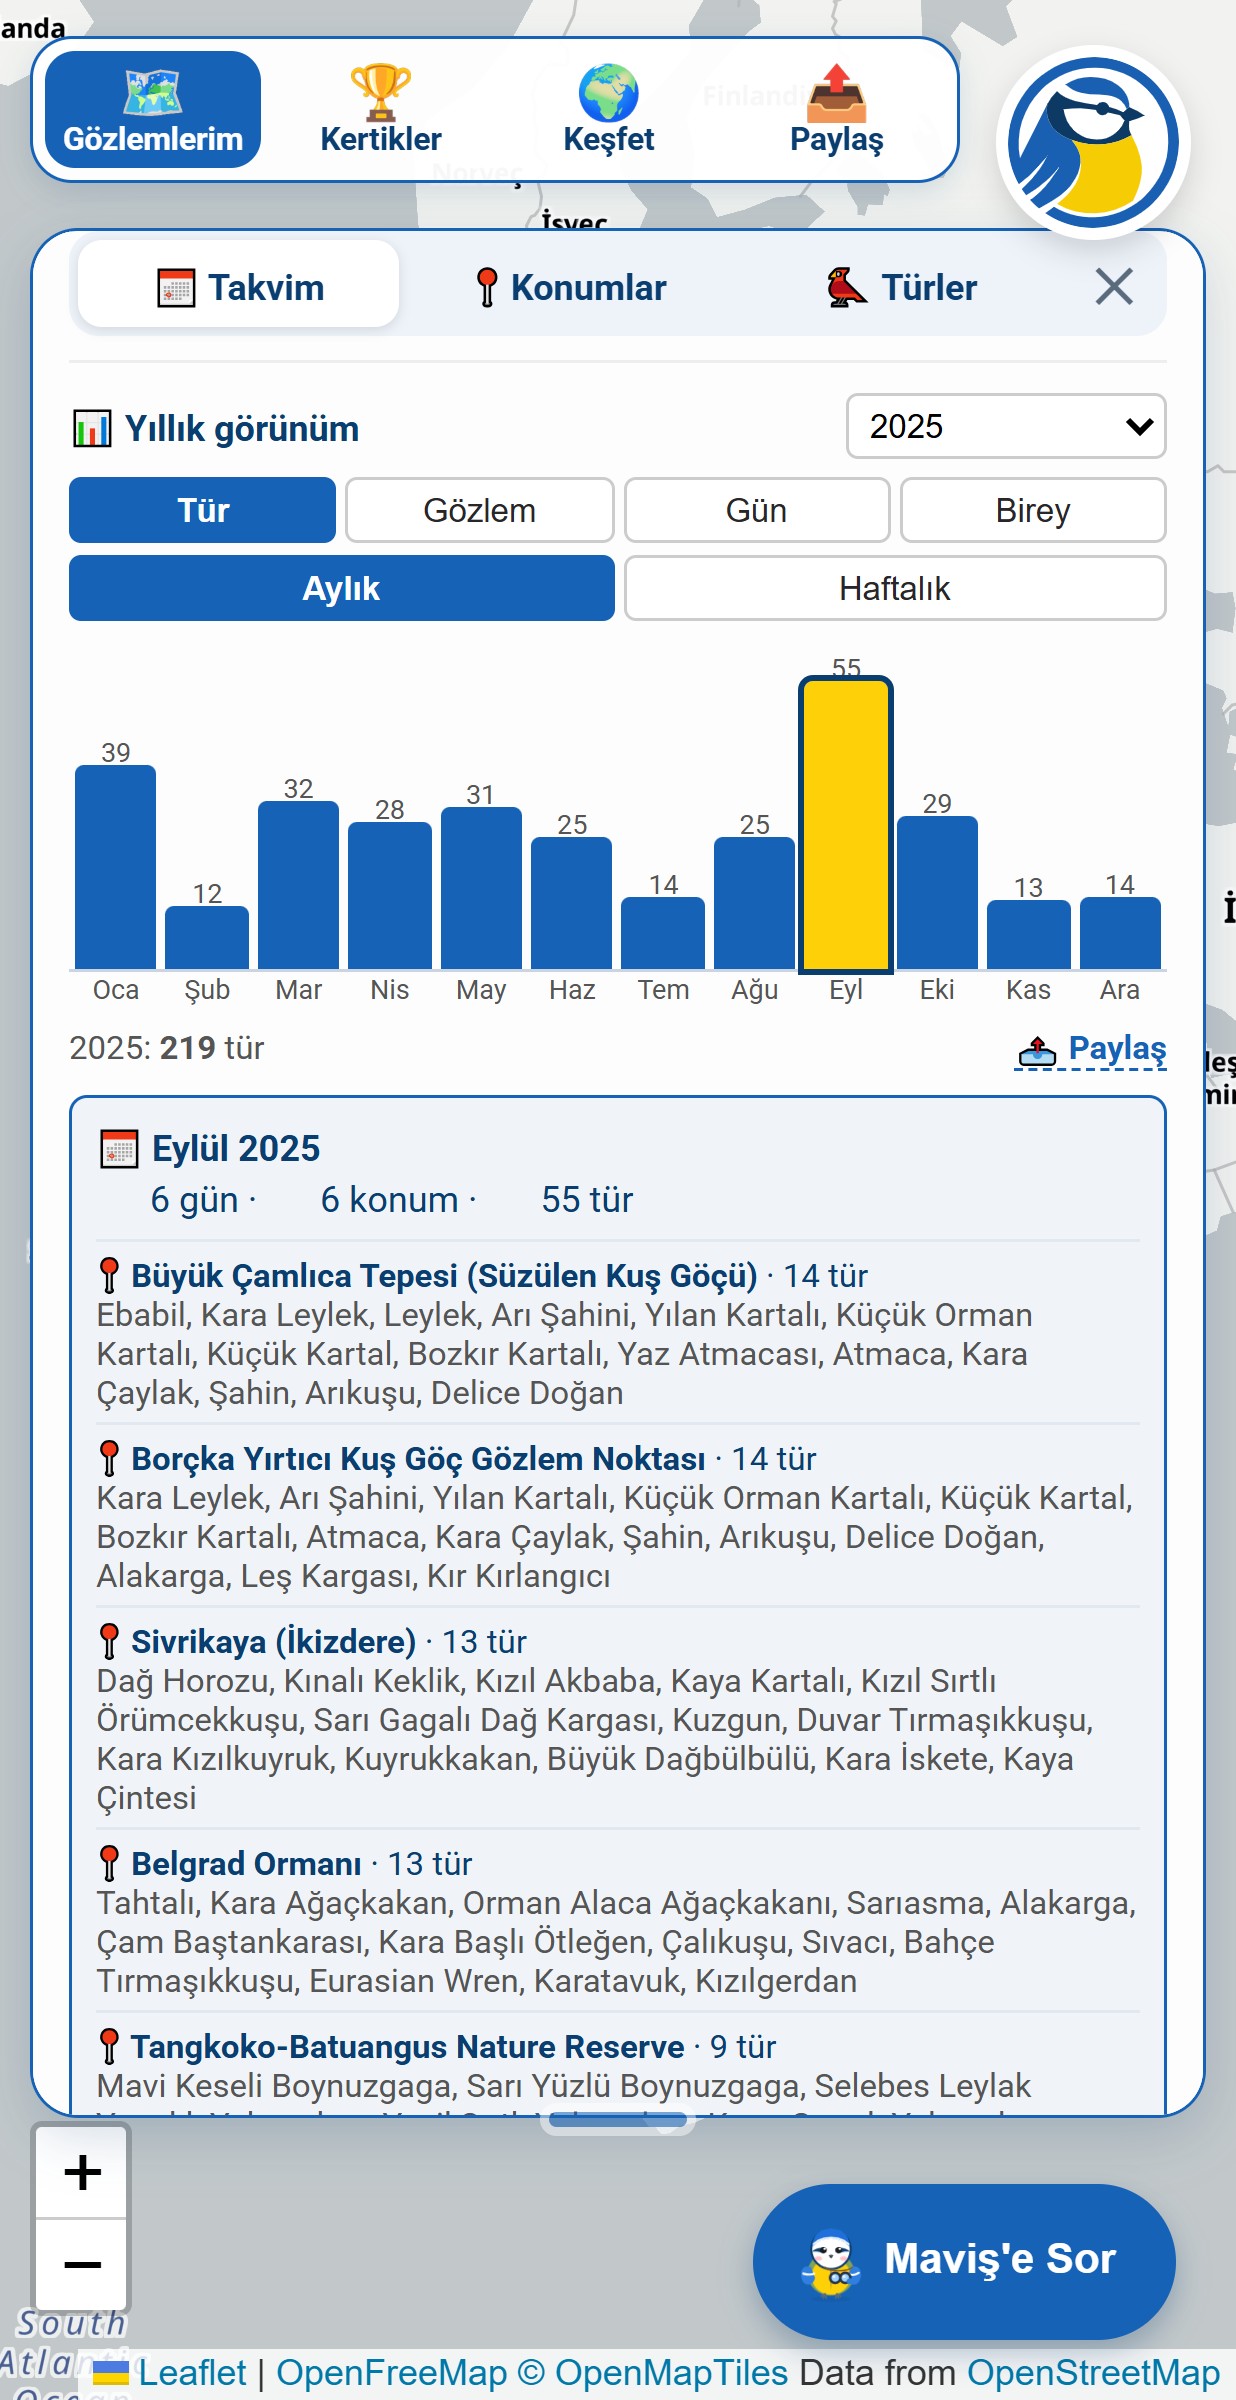 anda
Gözlemlerim
Kertikler
Keşfet
Paylaş
Finlandi
Norveç
İsveç
Takvim
Konumlar
Türler
Yıllık görünüm
2025
Tür
Gözlem
Gün
Birey
Aylık
Haftalık
39
12
32
28
31
25
14
25
55
29
13
14
Oca
Şub
Mar
Nis
May
Haz
Tem
Ağu
Eyl
Eki
Kas
Ara
2025: 219 tür
Paylaş
Eylül 2025
6 gün · 6 konum · 55 tür
Büyük Çamlıca Tepesi (Süzülen Kuş Göçü) · 14 tür
Ebabil, Kara Leylek, Leylek, Arı Şahini, Yılan Kartalı, Küçük Orman
Kartalı, Küçük Kartal, Bozkır Kartalı, Yaz Atmacası, Atmaca, Kara
Çaylak, Şahin, Arıkuşu, Delice Doğan
Borçka Yırtıcı Kuş Göç Gözlem Noktası · 14 tür
Kara Leylek, Arı Şahini, Yılan Kartalı, Küçük Orman Kartalı, Küçük Kartal,
Bozkır Kartalı, Atmaca, Kara Çaylak, Şahin, Arıkuşu, Delice Doğan,
Alakarga, Leş Kargası, Kır Kırlangıcı
Sivrikaya (İkizdere) · 13 tür
Dağ Horozu, Kınalı Keklik, Kızıl Akbaba, Kaya Kartalı, Kızıl Sırtlı
Örümcekkuşu, Sarı Gagalı Dağ Kargası, Kuzgun, Duvar Tırmaşıkkuşu,
Kara Kızılkuyruk, Kuyrukkakan, Büyük Dağbülbülü, Kara İskete, Kaya
Çintesi
Belgrad Ormanı · 13 tür
Tahtalı, Kara Ağaçkakan, Orman Alaca Ağaçkakanı, Sarıasma, Alakarga,
Çam Baştankarası, Kara Başlı Ötleğen, Çalıkuşu, Sıvacı, Bahçe
Tırmaşıkkuşu, Eurasian Wren, Karatavuk, Kızılgerdan
Tangkoko-Batuangus Nature Reserve · 9 tür
Mavi Keseli Boynuzgaga, Sarı Yüzlü Boynuzgaga, Selebes Leylak
+
−
Maviş'e Sor
South
Leaflet | OpenFreeMap © OpenMapTiles Data from OpenStreetMap